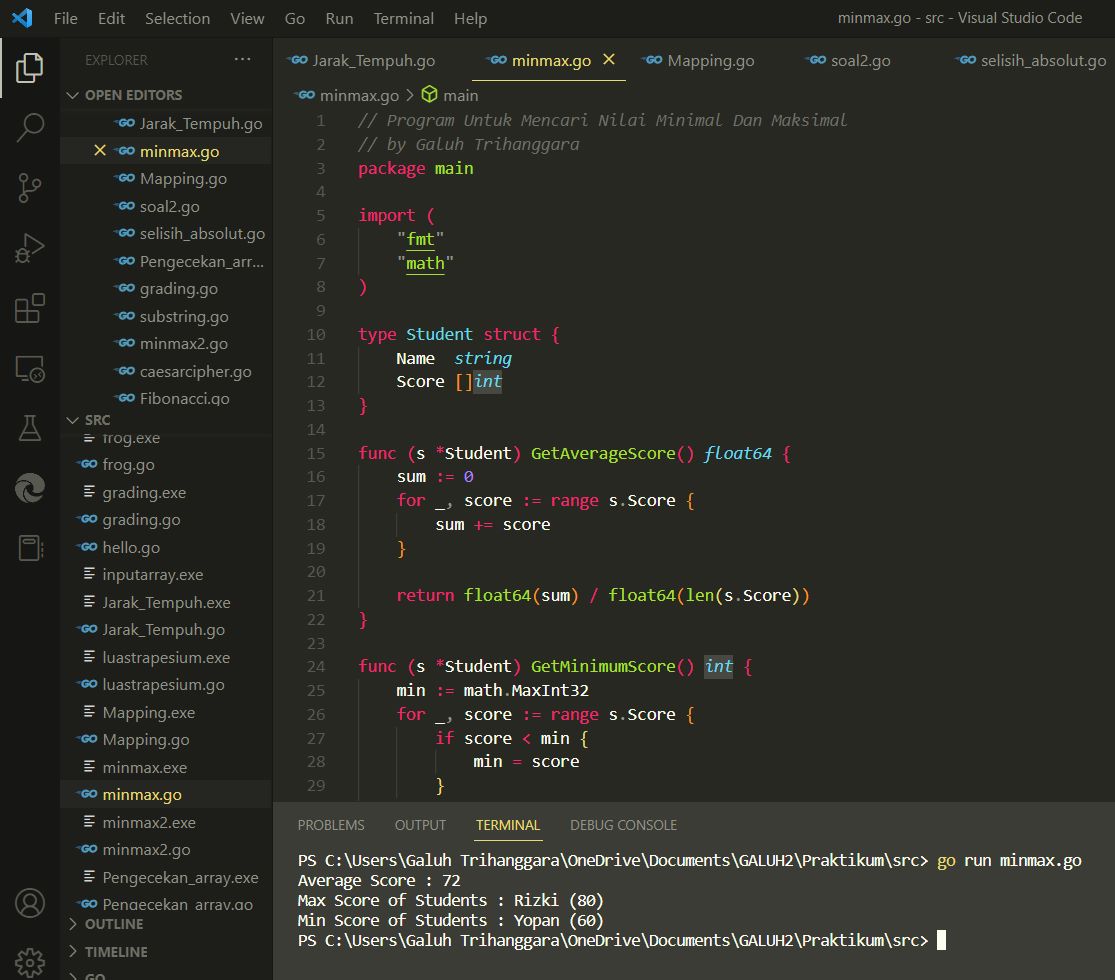 File Edit Selection View Go Run Terminal Help
minmax.go - src - Visual Studio Code
EXPLORER
OPEN EDITORS
Jarak_Tempuh.go
minmax.go
Mapping.go
soal2.go
selisih_absolut.go
Pengecekan_arr...
grading.go
substring.go
minmax2.go
caesarcipher.go
Fibonacci.go
SRC
frog.exe
frog.go
grading.exe
grading.go
hello.go
inputarray.exe
Jarak_Tempuh.exe
Jarak_Tempuh.go
luastrapesium.exe
luastrapesium.go
Mapping.exe
Mapping.go
minmax.exe
minmax.go
minmax2.exe
minmax2.go
Pengecekan_array.exe
Pengecekan_array.go
OUTLINE
TIMELINE
GO
Jarak_Tempuh.go minmax.go Mapping.go soal2.go selisih_absolut.go
minmax.go > main
1 // Program Untuk Mencari Nilai Minimal Dan Maksimal
2 // by Galuh Trihanggara
3 package main
4
5 import (
6 "fmt"
7 "math"
8 )
9
10 type Student struct {
11 Name string
12 Score []int
13 }
14
15 func (s *Student) GetAverageScore() float64 {
16 sum := 0
17 for _, score := range s.Score {
18 sum += score
19 }
20
21 return float64(sum) / float64(len(s.Score))
22 }
23
24 func (s *Student) GetMinimumScore() int {
25 min := math.MaxInt32
26 for _, score := range s.Score {
27 if score < min {
28 min = score
29 }
PROBLEMS OUTPUT TERMINAL DEBUG CONSOLE
PS C:\Users\Galuh Trihanggara\OneDrive\Documents\GALUH2\Praktikum\src> go run minmax.go
Average Score : 72
Max Score of Students : Rizki (80)
Min Score of Students : Yopan (60)
PS C:\Users\Galuh Trihanggara\OneDrive\Documents\GALUH2\Praktikum\src>